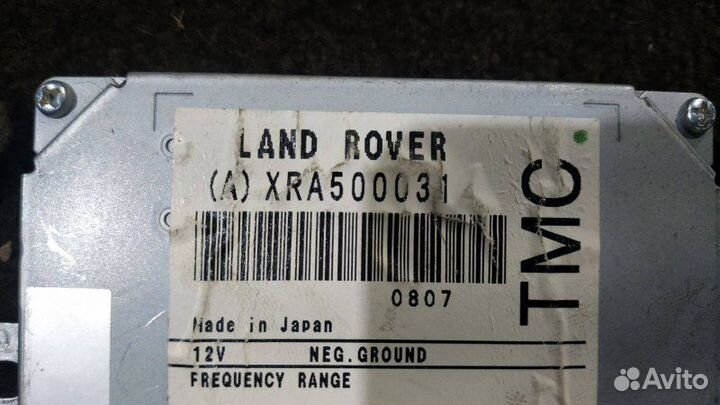 LAND ROVER
(A) XRA500031
0807
TMC
Made in Japan
12V NEG. GROUND
FREQUENCY RANGE
Avito